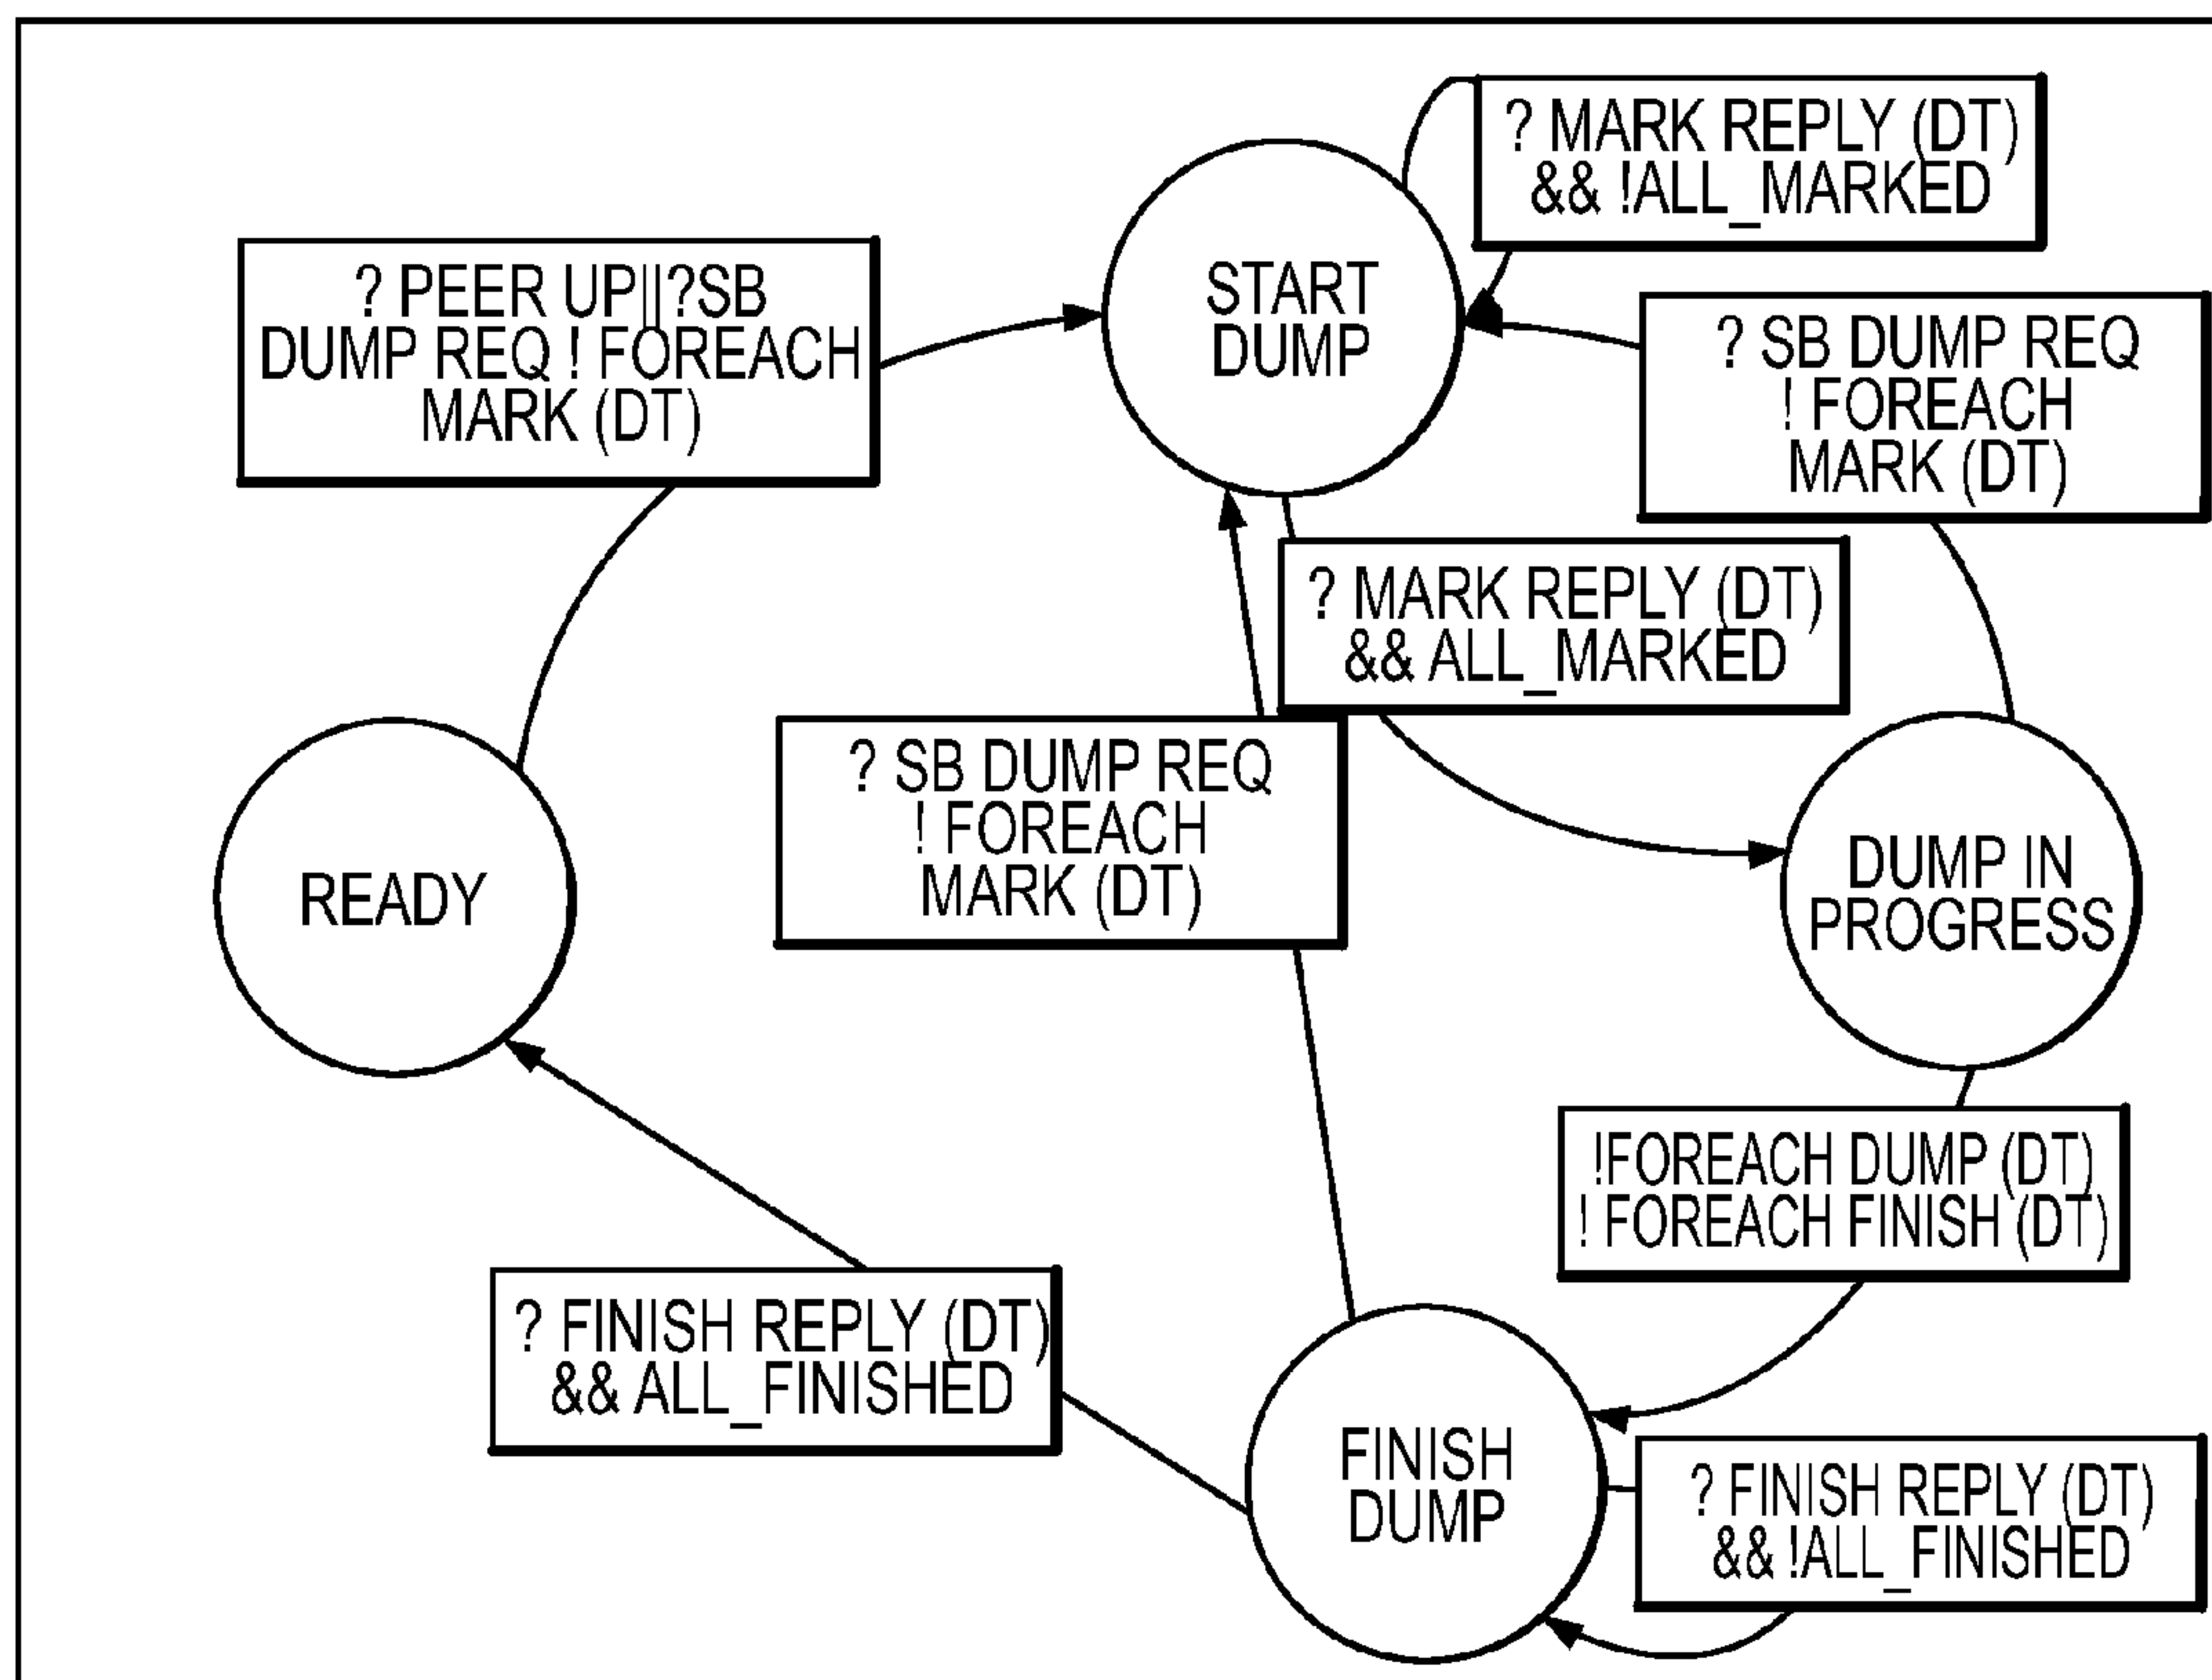 ? MARK REPLY (DT)
&& !ALL_MARKED
? PEER UP||?SB
DUMP REQ ! FOREACH
MARK (DT)
START
DUMP
? SB DUMP REQ
! FOREACH
MARK (DT)
? MARK REPLY (DT)
&& ALL_MARKED
? SB DUMP REQ
! FOREACH
MARK (DT)
READY
DUMP IN
PROGRESS
!FOREACH DUMP (DT)
! FOREACH FINISH (DT)
? FINISH REPLY (DT)
&& ALL_FINISHED
FINISH
DUMP
? FINISH REPLY (DT)
&& !ALL_FINISHED